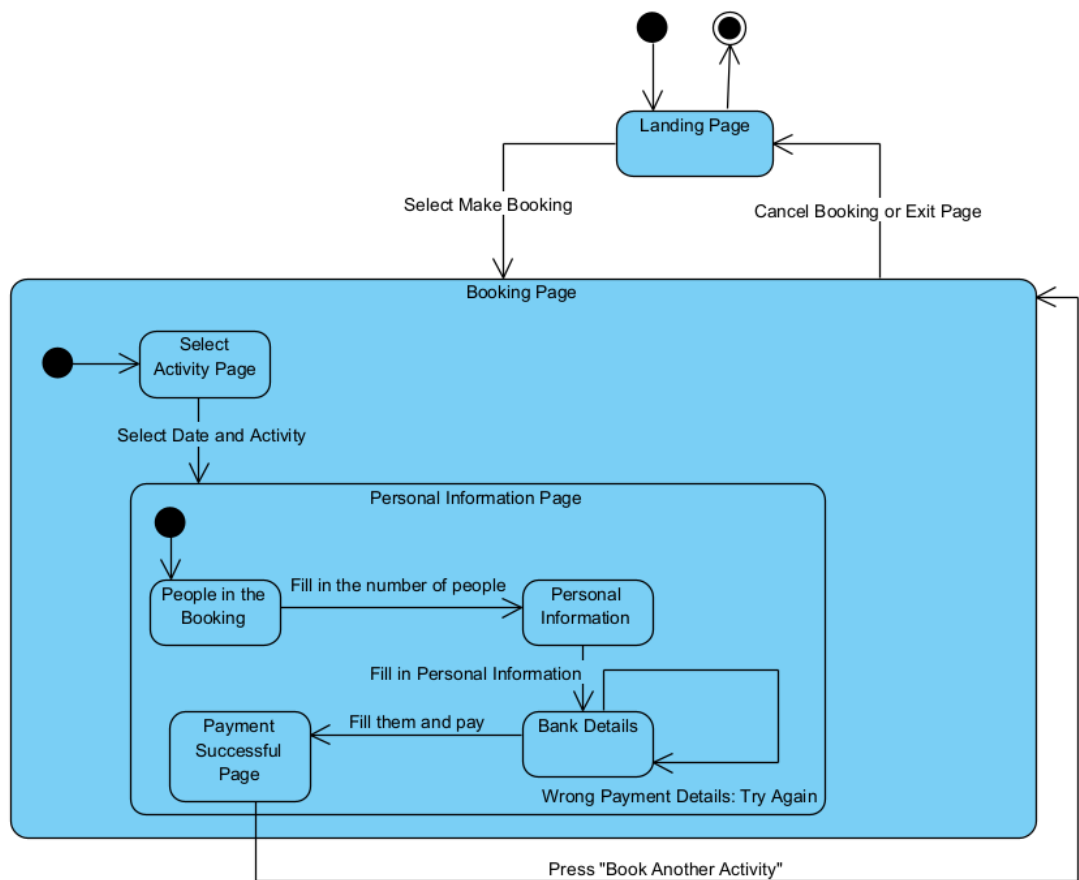 Landing Page
Select Make Booking
Cancel Booking or Exit Page
Booking Page
Select
Activity Page
Select Date and Activity
Personal Information Page
People in the
Booking
Fill in the number of people
Personal
Information
Fill in Personal Information
Bank Details
Fill them and pay
Payment
Successful
Page
Wrong Payment Details: Try Again
Press "Book Another Activity"